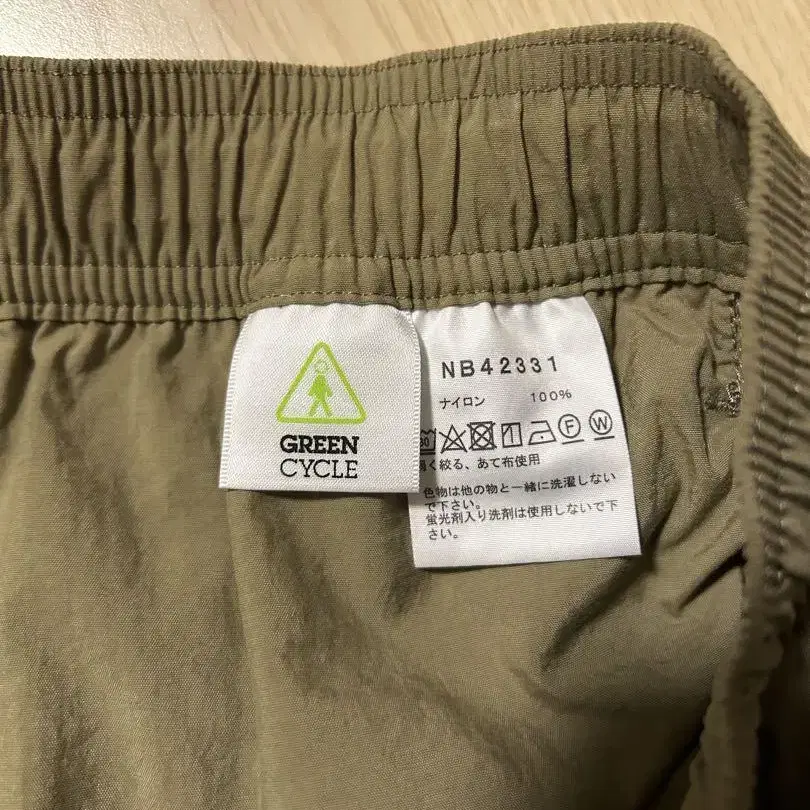 GREEN
CYCLE
NB42331
ナイロン 100%
30 F W
く絞る、あて布使用
色物は他の物と一緒に洗濯しない
で下さい。
蛍光剤入り洗剤は使用しないで下
さい。